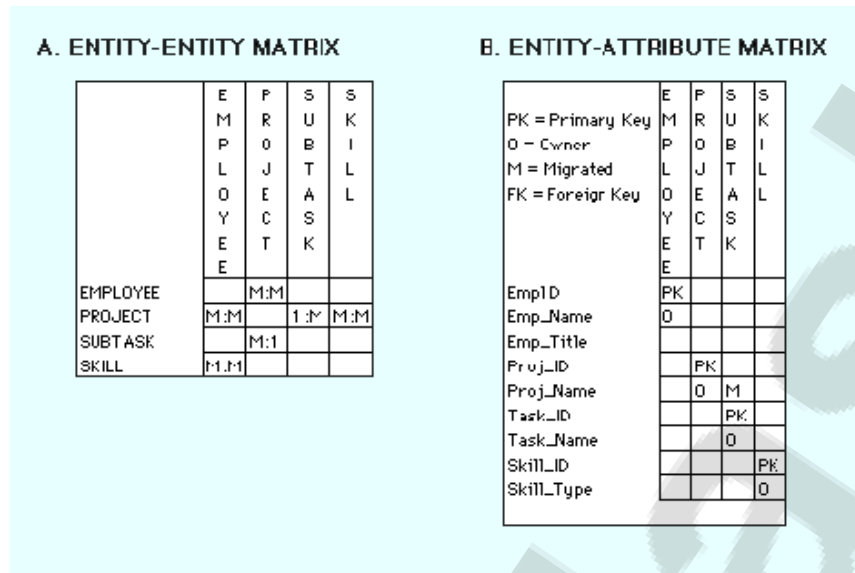 A. ENTITY-ENTITY MATRIX
EMPLOYEE PROJECT SUBTASK SKILL
EMPLOYEE M:M
PROJECT M:M 1:M M:M
SUBTASK M:1
SKILL M:M
B. ENTITY-ATTRIBUTE MATRIX
PK = Primary Key
O = Owner
M = Migrated
FK = Foreign Key
EMPLOYEE PROJECT SUBTASK SKILL
EmpID PK
Emp_Name O
Emp_Title
Proj_ID PK
Proj_Name O M
Task_ID PK
Task_Name O
Skill_ID PK
Skill_Type O